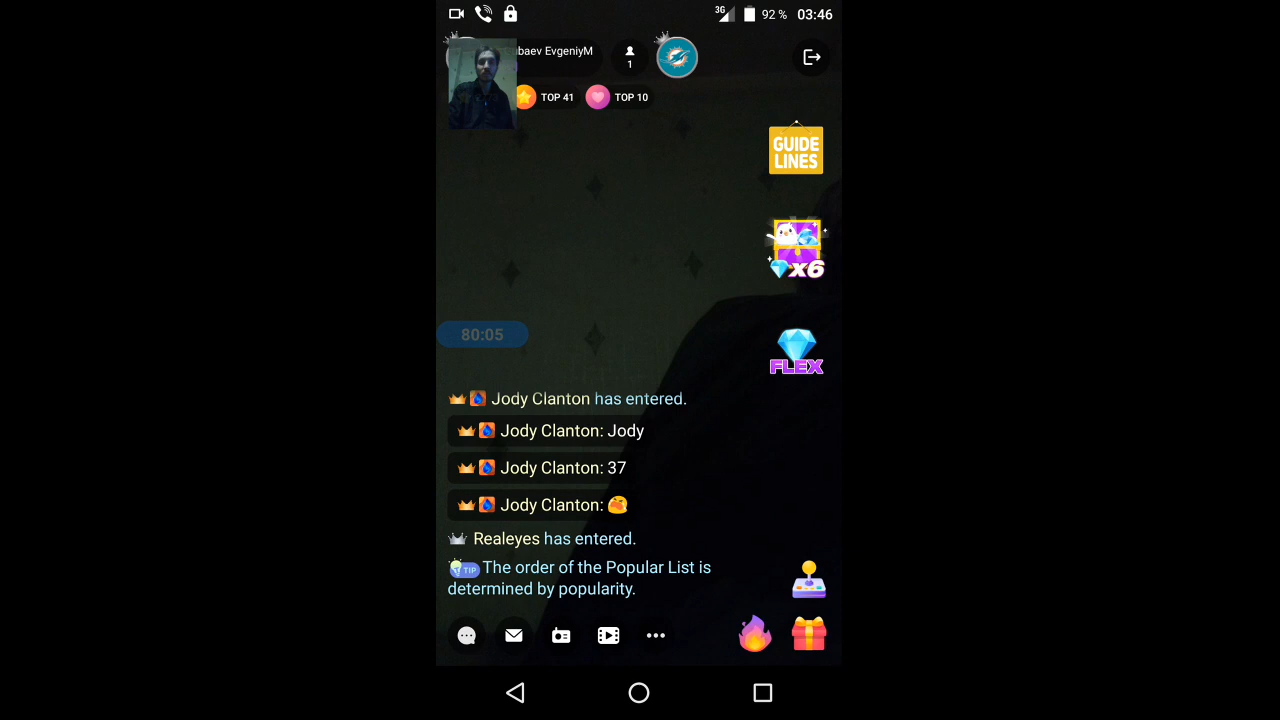 3G 92 % 03:46
ubaev EvgeniyM
1
TOP 41 TOP 10
GUIDE
LINES
x6
80:05
FLEX
Jody Clanton has entered.
Jody Clanton: Jody
Jody Clanton: 37
Jody Clanton:
Realeyes has entered.
TIP The order of the Popular List is
determined by popularity.